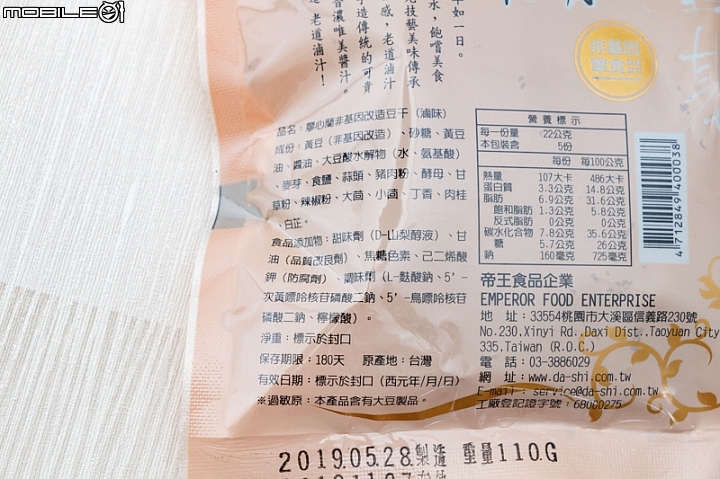 MOBILE01
年如一日。
水，飽嚐美食
技藝美味傳承
感，老道滷汁
造傳統的可貴
香濃唯美醬汁。
老道滷汁！
非基因
品名：廖心蘭非基因改造豆干（滷味）
成份：黃豆（非基因改造）、砂糖、黃豆
油、醬油、大豆酸水解物（水、氨基酸）
、麥芽、食鹽、蒜頭、豬肉粉、酵母、甘
草粉、辣椒粉、大茴、小茴、丁香、肉桂
、白芷。
食品添加物：甜味劑（D-山梨醇液）、甘
油（品質改良劑）、焦糖色素、己二烯酸
鉀（防腐劑）、調味劑（L-麩酸鈉、5'-
次黃嘌呤核苷磷酸二鈉、5'-鳥嘌呤核苷
磷酸二鈉、檸檬酸）。
淨重：標示於封口
保存期限：180天 原產地：台灣
有效日期：標示於封口（西元年/月/日）
※過敏原：本產品含有大豆製品。
營養標示
每一份量 22公克
本包裝含 5份
每份 每100公克
熱量 107大卡 486大卡
蛋白質 3.3公克 14.8公克
脂肪 6.9公克 31.6公克
飽和脂肪 1.3公克 5.8公克
反式脂肪 0公克 0公克
碳水化合物 7.8公克 35.6公克
糖 5.7公克 26公克
鈉 160毫克 725毫克
4712849400038
帝王食品企業
EMPEROR FOOD ENTERPRISE
地 址：33554桃園市大溪區信義路230號
No.230,Xinyi Rd.,Daxi Dist.,Taoyuan City
335,Taiwan (R.O.C.)
電 話：03-3886029
網 址：www.da-shi.com.tw
E-mail：service@da-shi.com.tw
工廠登記證字號：68000275
2019.05.28.製造 重量110.G